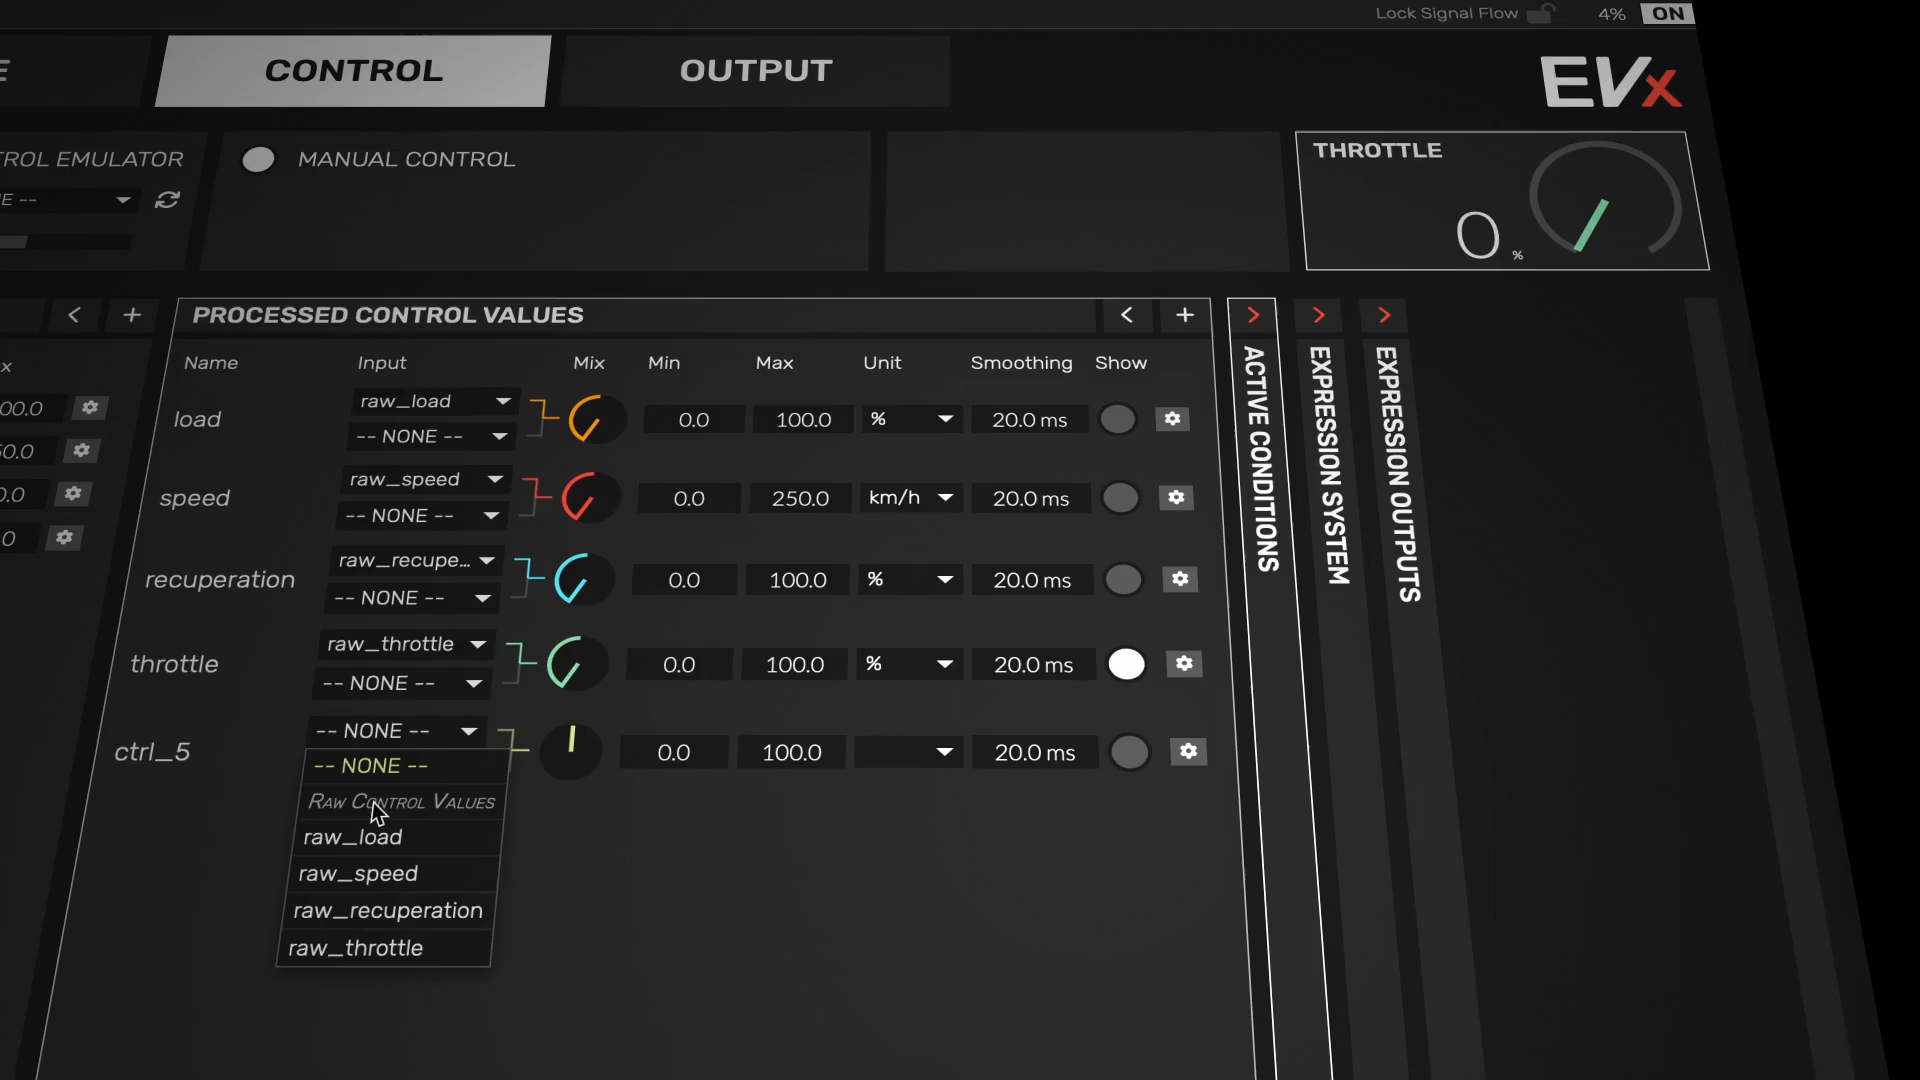 Lock Signal Flow 4% ON
CONTROL OUTPUT
EVx
TROL EMULATOR MANUAL CONTROL THROTTLE
0 %
PROCESSED CONTROL VALUES
Name Input Mix Min Max Unit Smoothing Show
load raw_load 0.0 100.0 % 20.0 ms
-- NONE --
speed raw_speed 0.0 250.0 km/h 20.0 ms
-- NONE --
recuperation raw_recupe... 0.0 100.0 % 20.0 ms
-- NONE --
throttle raw_throttle 0.0 100.0 % 20.0 ms
-- NONE --
ctrl_5 -- NONE -- 0.0 100.0 20.0 ms
-- NONE --
Raw Control Values
raw_load
raw_speed
raw_recuperation
raw_throttle
ACTIVE CONDITIONS
EXPRESSION SYSTEM
EXPRESSION OUTPUTS